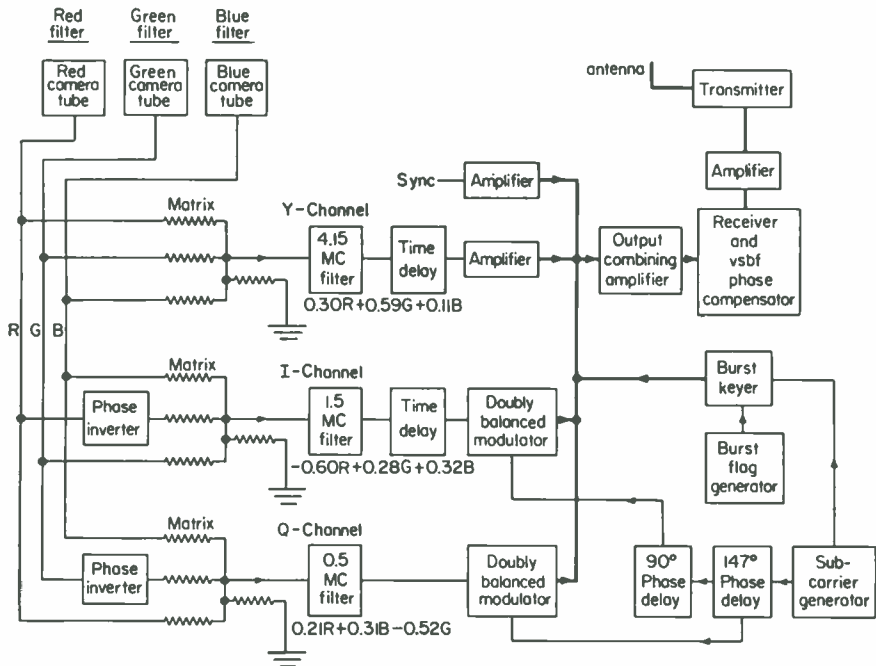 Red
filter
Green
filter
Blue
filter
Red
camera
tube
Green
camera
tube
Blue
camera
tube
antenna
Transmitter
Amplifier
Sync
Amplifier
Matrix
Y-Channel
4.15
MC
filter
Time
delay
Amplifier
Output
combining
amplifier
Receiver
and
vsbf
phase
compensator
0.30R+0.59G+0.11B
R G B
Matrix
I-Channel
Phase
inverter
1.5
MC
filter
Time
delay
Doubly
balanced
modulator
Burst
keyer
Burst
flag
generator
-0.60R+0.28G+0.32B
Matrix
Q-Channel
Phase
inverter
0.5
MC
filter
Doubly
balanced
modulator
90°
Phase
delay
147°
Phase
delay
Sub-
carrier
generator
0.21R+0.31B-0.52G